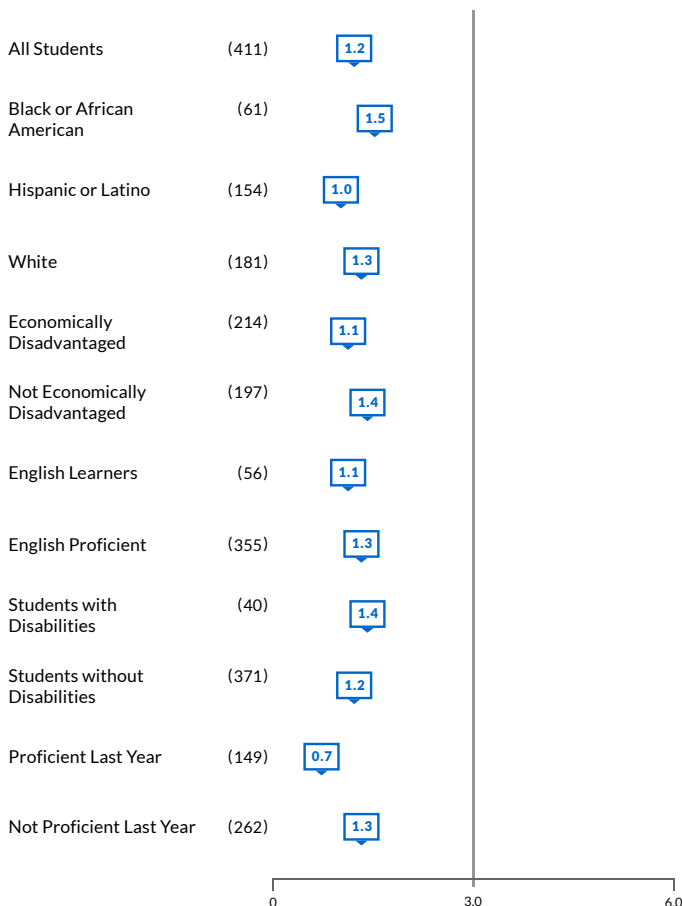 All Students (411) 1.2
Black or African (61)
American 1.5
Hispanic or Latino (154) 1.0
White (181) 1.3
Economically (214)
Disadvantaged 1.1
Not Economically (197)
Disadvantaged 1.4
English Learners (56) 1.1
English Proficient (355) 1.3
Students with (40)
Disabilities 1.4
Students without (371)
Disabilities 1.2
Proficient Last Year (149) 0.7
Not Proficient Last Year (262) 1.3
0 3.0 6.0